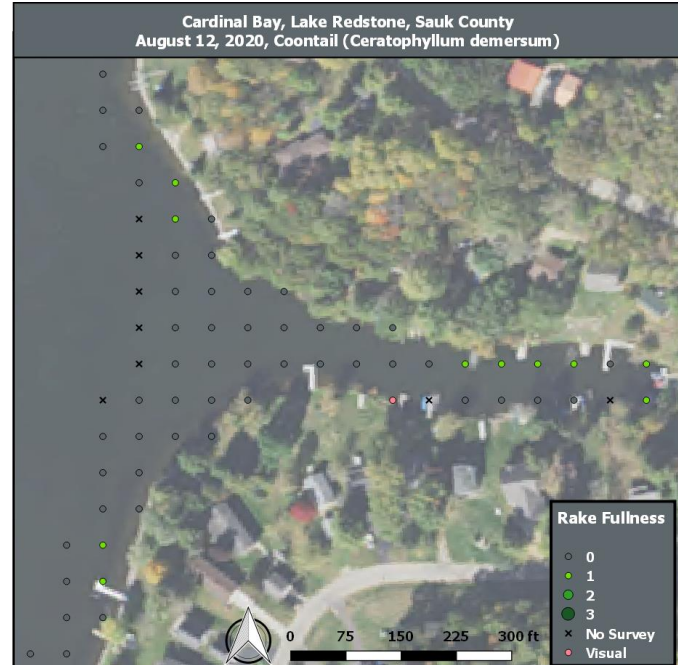 Cardinal Bay, Lake Redstone, Sauk County
August 12, 2020, Coontail (Ceratophyllum demersum)
Rake Fullness
0
1
2
3
No Survey
Visual
0 75 150 225 300 ft